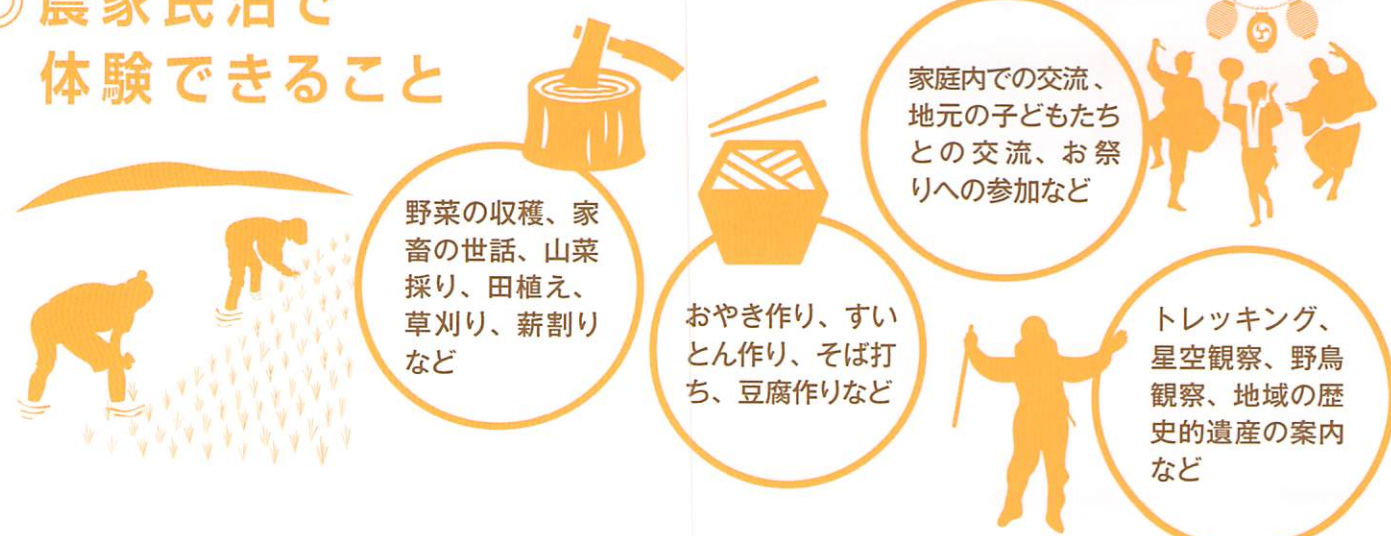 農家民泊で
体験できること
野菜の収穫、家
畜の世話、山菜
採り、田植え、
草刈り、薪割り
など
おやき作り、すい
とん作り、そば打
ち、豆腐作りなど
家庭内での交流、
地元の子どもたち
との交流、お祭
りへの参加など
トレッキング、
星空観察、野鳥
観察、地域の歴
史的遺産の案内
など